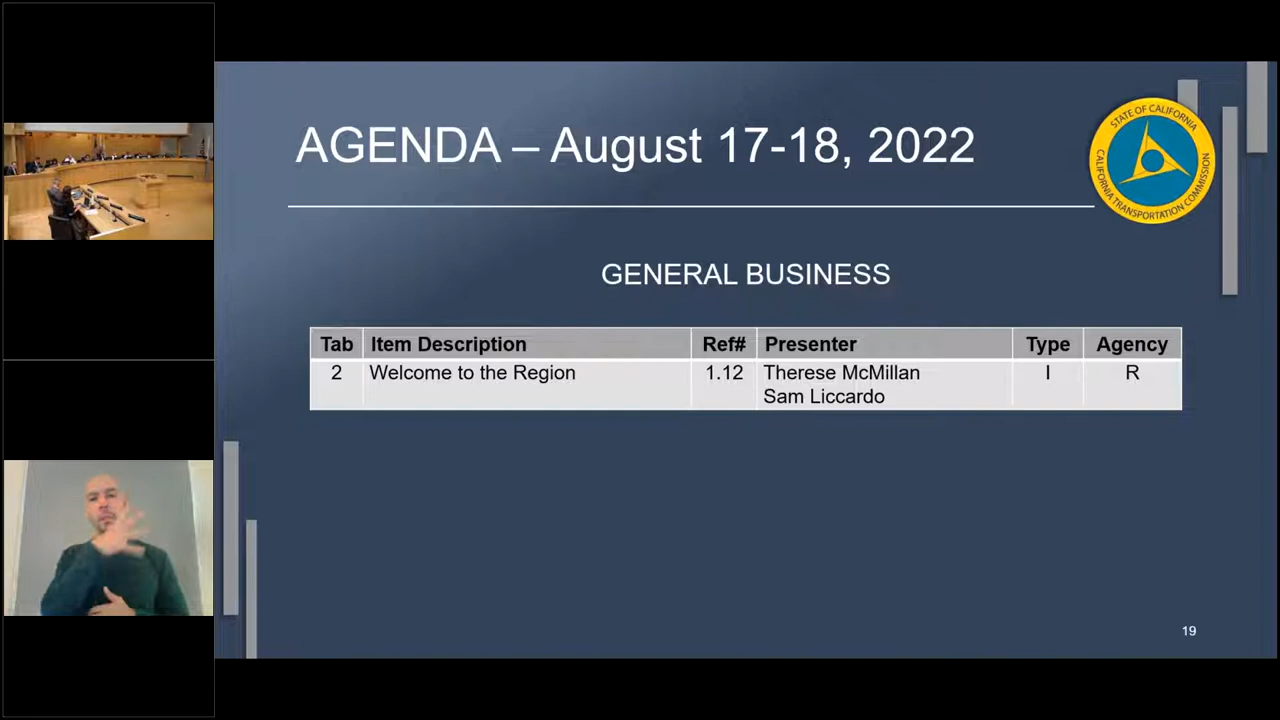 AGENDA – August 17-18, 2022
STATE OF CALIFORNIA
CALIFORNIA TRANSPORTATION COMMISSION
GENERAL BUSINESS
Tab Item Description Ref# Presenter Type Agency
2 Welcome to the Region 1.12 Therese McMillan I R
Sam Liccardo
19